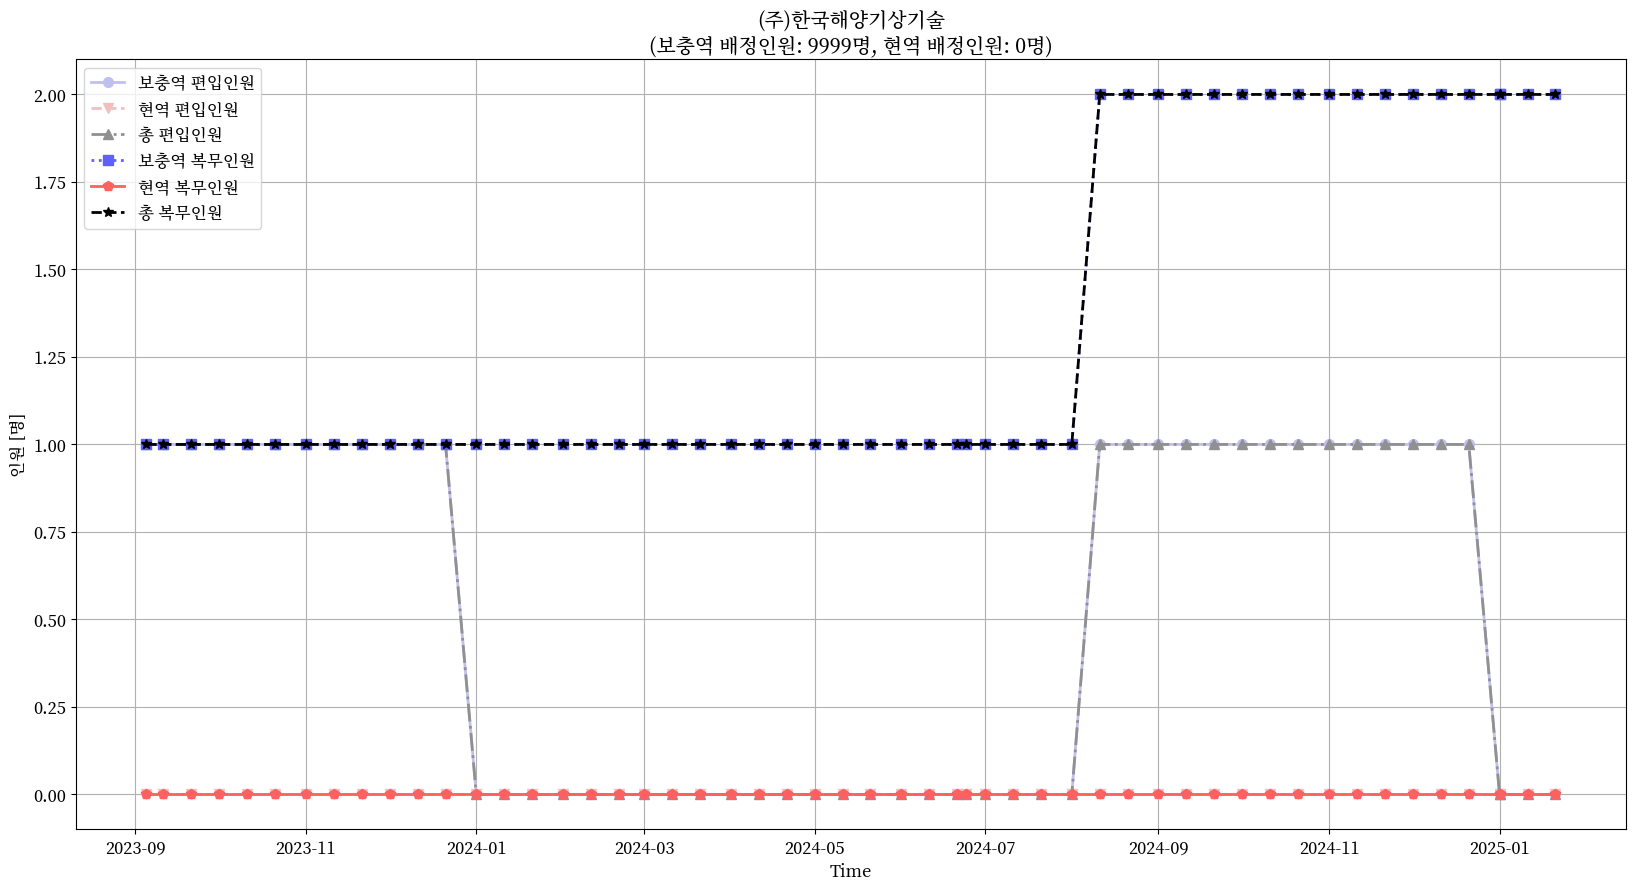 (주)한국해양기상기술
(보충역 배정인원: 9999명, 현역 배정인원: 0명)
보충역 편입인원
현역 편입인원
총 편입인원
보충역 복무인원
현역 복무인원
총 복무인원
2.00
1.75
1.50
1.25
1.00
0.75
0.50
0.25
0.00
인원 [명]
2023-09 2023-11 2024-01 2024-03 2024-05 2024-07 2024-09 2024-11 2025-01
Time